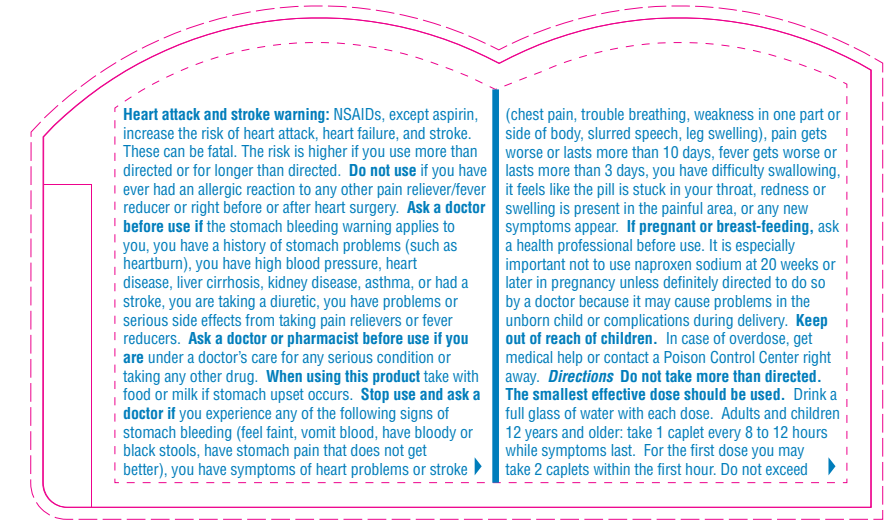 Heart attack and stroke warning: NSAIDs, except aspirin,
increase the risk of heart attack, heart failure, and stroke.
These can be fatal. The risk is higher if you use more than
directed or for longer than directed. Do not use if you have
ever had an allergic reaction to any other pain reliever/fever
reducer or right before or after heart surgery. Ask a doctor
before use if the stomach bleeding warning applies to
you, you have a history of stomach problems (such as
heartburn), you have high blood pressure, heart
disease, liver cirrhosis, kidney disease, asthma, or had a
stroke, you are taking a diuretic, you have problems or
serious side effects from taking pain relievers or fever
reducers. Ask a doctor or pharmacist before use if you
are under a doctor's care for any serious condition or
taking any other drug. When using this product take with
food or milk if stomach upset occurs. Stop use and ask a
doctor if you experience any of the following signs of
stomach bleeding (feel faint, vomit blood, have bloody or
black stools, have stomach pain that does not get
better), you have symptoms of heart problems or stroke
(chest pain, trouble breathing, weakness in one part or
side of body, slurred speech, leg swelling), pain gets
worse or lasts more than 10 days, fever gets worse or
lasts more than 3 days, you have difficulty swallowing,
it feels like the pill is stuck in your throat, redness or
swelling is present in the painful area, or any new
symptoms appear. If pregnant or breast-feeding, ask
a health professional before use. It is especially
important not to use naproxen sodium at 20 weeks or
later in pregnancy unless definitely directed to do so
by a doctor because it may cause problems in the
unborn child or complications during delivery. Keep
out of reach of children. In case of overdose, get
medical help or contact a Poison Control Center right
away. Directions Do not take more than directed.
The smallest effective dose should be used. Drink a
full glass of water with each dose. Adults and children
12 years and older: take 1 caplet every 8 to 12 hours
while symptoms last. For the first dose you may
take 2 caplets within the first hour. Do not exceed